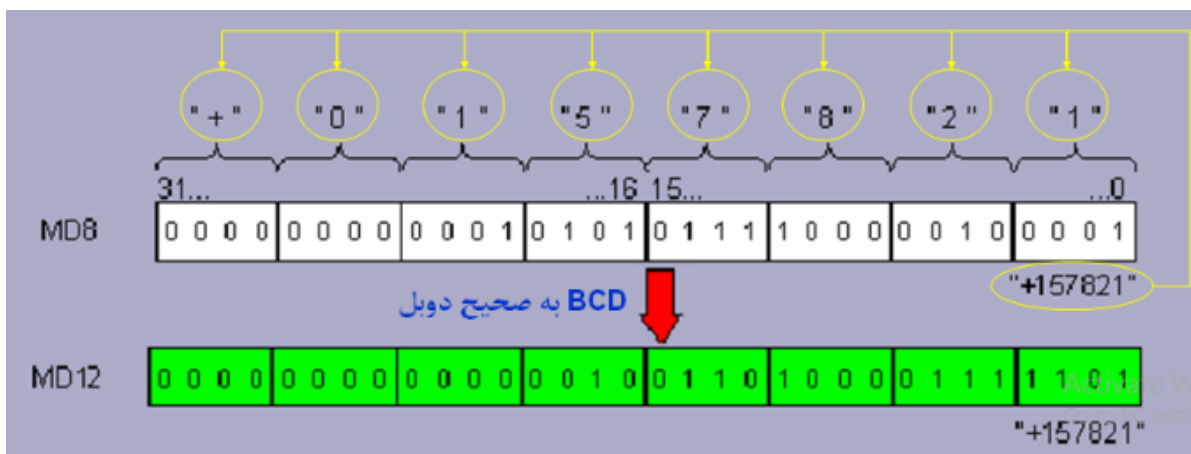 "+" "0" "1" "5" "7" "8" "2" "1"
31... ...16 15... ...0
MD8 0 0 0 0 0 0 0 0 0 0 0 1 0 1 0 1 0 1 1 1 1 0 0 0 0 0 1 0 0 0 0 1
"+157821"
BCD به صحیح دوبل
MD12 0 0 0 0 0 0 0 0 0 0 0 0 0 0 1 0 0 1 1 0 1 0 0 0 0 1 1 1 1 1 0 1
Activate W
"+157821"